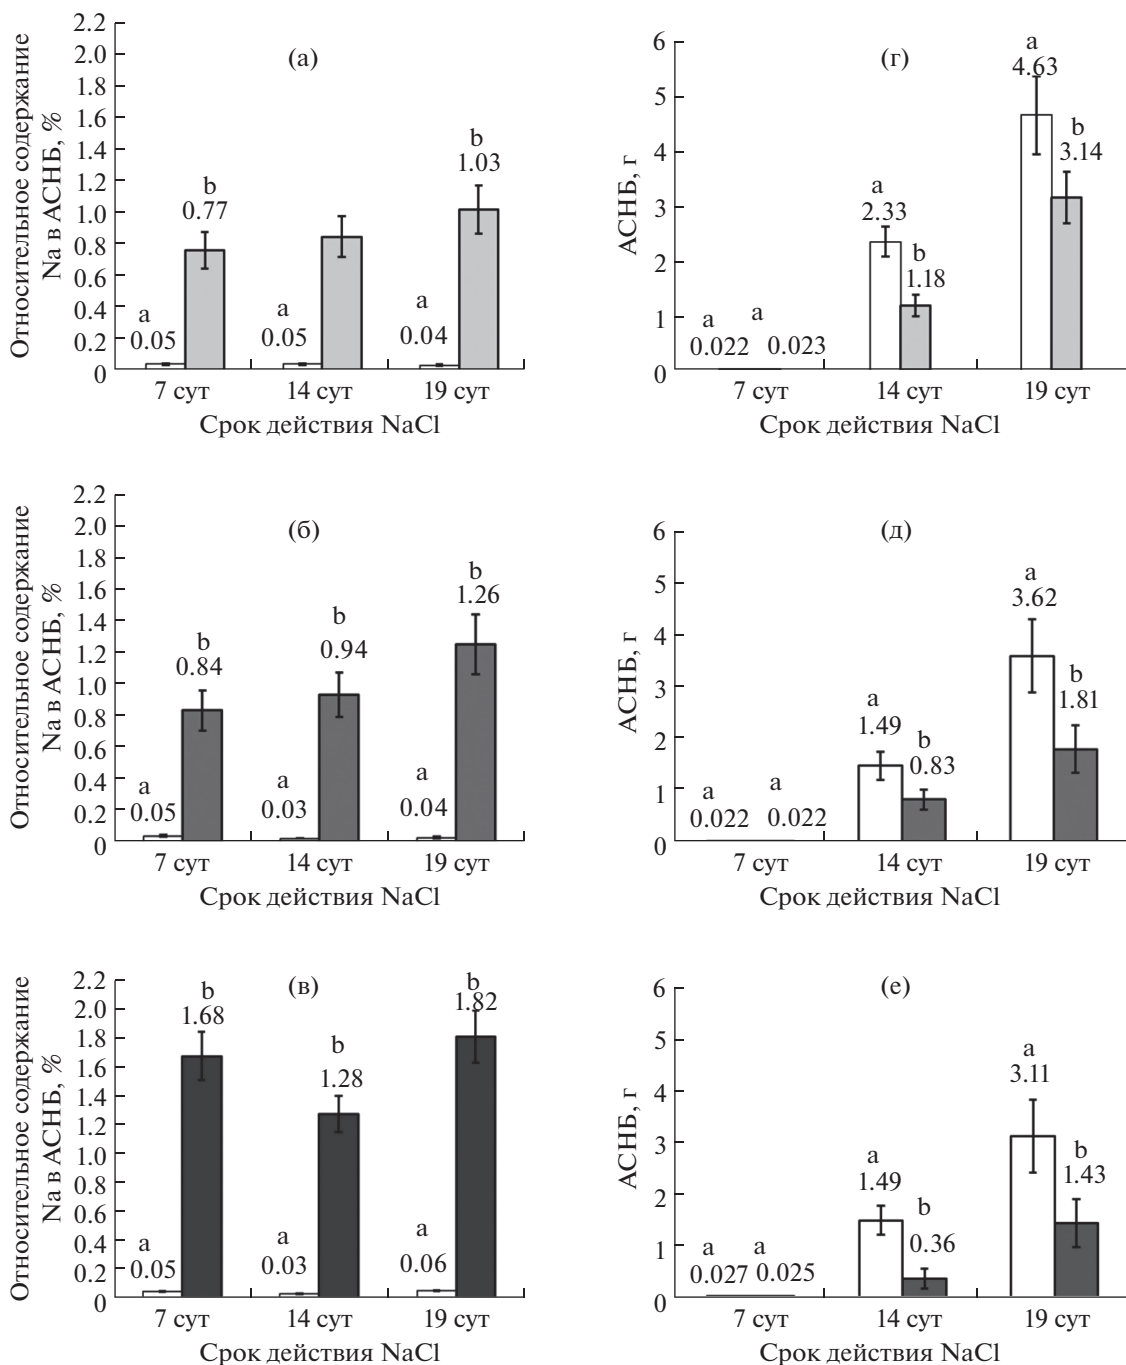 Относительное содержание
Na в АСНБ, %
2.2
2.0
1.8
1.6
1.4
1.2
1.0
0.8
0.6
0.4
0.2
0
(а)
a
0.05
b
0.77
a
0.05
a
0.04
b
1.03
7 сут
14 сут
19 сут
Срок действия NaCl
АСНБ, г
6
5
4
3
2
1
0
(г)
a
0.022
a
0.023
a
2.33
b
1.18
a
4.63
b
3.14
7 сут
14 сут
19 сут
Срок действия NaCl
Относительное содержание
Na в АСНБ, %
2.2
2.0
1.8
1.6
1.4
1.2
1.0
0.8
0.6
0.4
0.2
0
(б)
a
0.05
b
0.84
a
0.03
b
0.94
a
0.04
b
1.26
7 сут
14 сут
19 сут
Срок действия NaCl
АСНБ, г
6
5
4
3
2
1
0
(д)
a
0.022
a
0.022
a
1.49
b
0.83
a
3.62
b
1.81
7 сут
14 сут
19 сут
Срок действия NaCl
Относительное содержание
Na в АСНБ, %
2.2
2.0
1.8
1.6
1.4
1.2
1.0
0.8
0.6
0.4
0.2
0
(в)
a
0.05
b
1.68
a
0.03
b
1.28
a
0.06
b
1.82
7 сут
14 сут
19 сут
Срок действия NaCl
АСНБ, г
6
5
4
3
2
1
0
(е)
a
0.027
a
0.025
a
1.49
b
0.36
a
3.11
b
1.43
7 сут
14 сут
19 сут
Срок действия NaCl